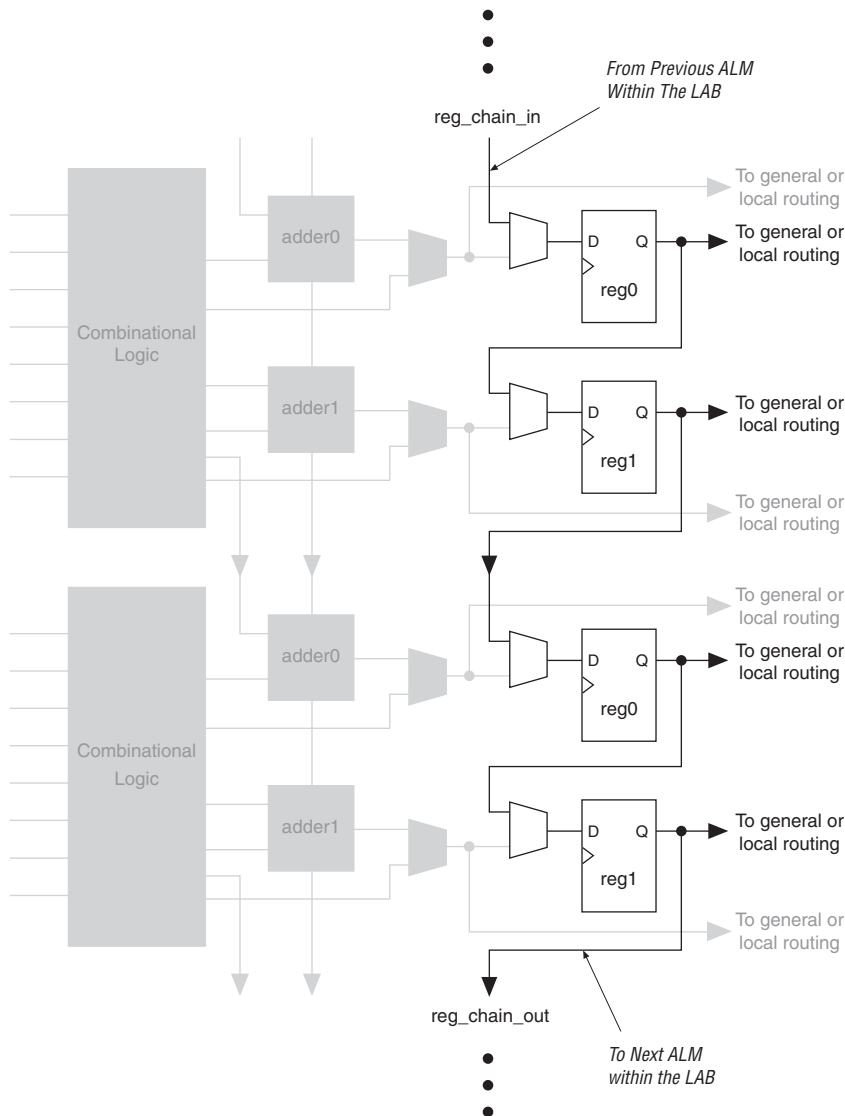 From Previous ALM
Within The LAB
reg_chain_in
To general or
local routing
adder0
D Q
To general or
local routing
reg0
Combinational
Logic
adder1
D Q
To general or
local routing
reg1
To general or
local routing
To general or
local routing
adder0
D Q
To general or
local routing
reg0
Combinational
Logic
adder1
D Q
To general or
local routing
reg1
To general or
local routing
reg_chain_out
To Next ALM
within the LAB